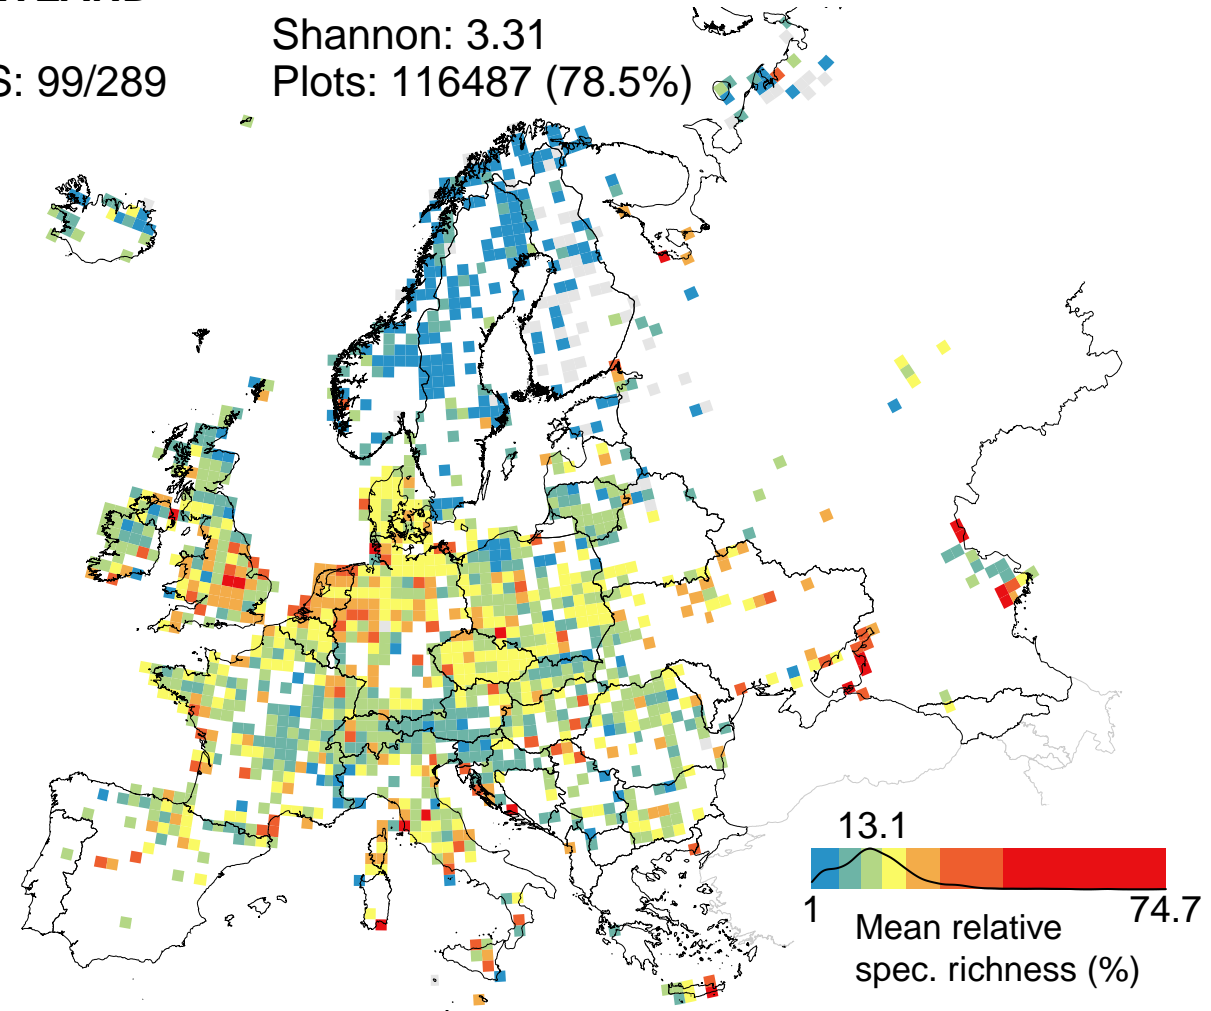 Shannon: 3.31
S: 99/289
Plots: 116487 (78.5%)
13.1
1
74.7
Mean relative
spec. richness (%)